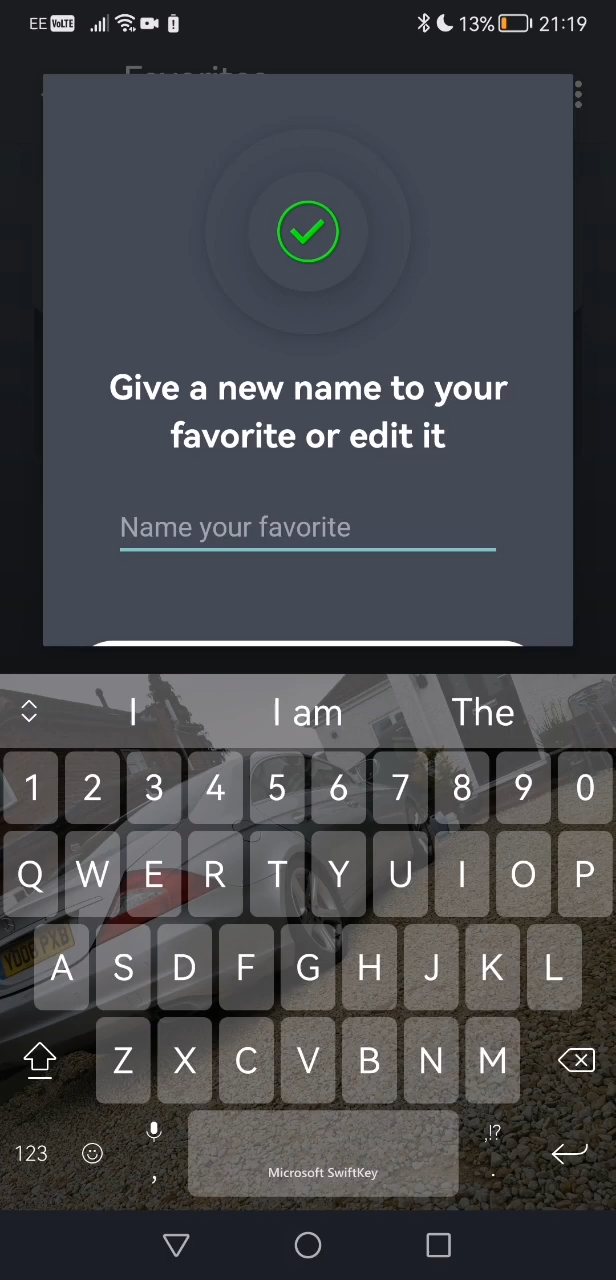 EE VoLTE 13% 21:19
Favorites
Give a new name to your
favorite or edit it
Name your favorite
I I am The
1 2 3 4 5 6 7 8 9 0
Q W E R T Y U I O P
A S D F G H J K L
Z X C V B N M
123 , Microsoft SwiftKey ,!? .